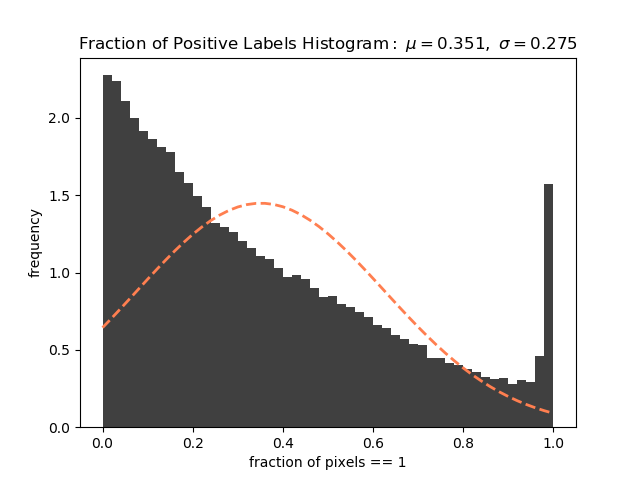 Fraction of Positive Labels Histogram: μ = 0.351, σ = 0.275
frequency
2.0
1.5
1.0
0.5
0.0
0.0 0.2 0.4 0.6 0.8 1.0
fraction of pixels == 1